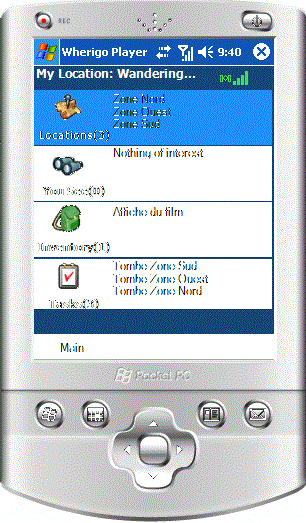 REC
Wherigo Player
9:40
My Location: Wandering...
Zone Nord
Zone Ouest
Zone Sud
Locations(3)
Nothing of interest
You See(0)
Affiche du film
Inventory(1)
Tombe Zone Sud
Tombe Zone Ouest
Tombe Zone Nord
Tasks(3)
Main
Pocket PC